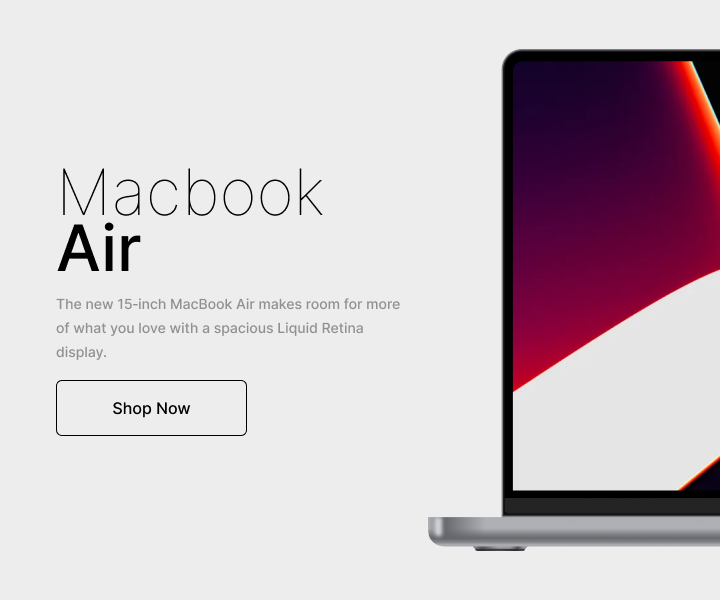 Macbook
Air
The new 15-inch MacBook Air makes room for more
of what you love with a spacious Liquid Retina
display.
Shop Now